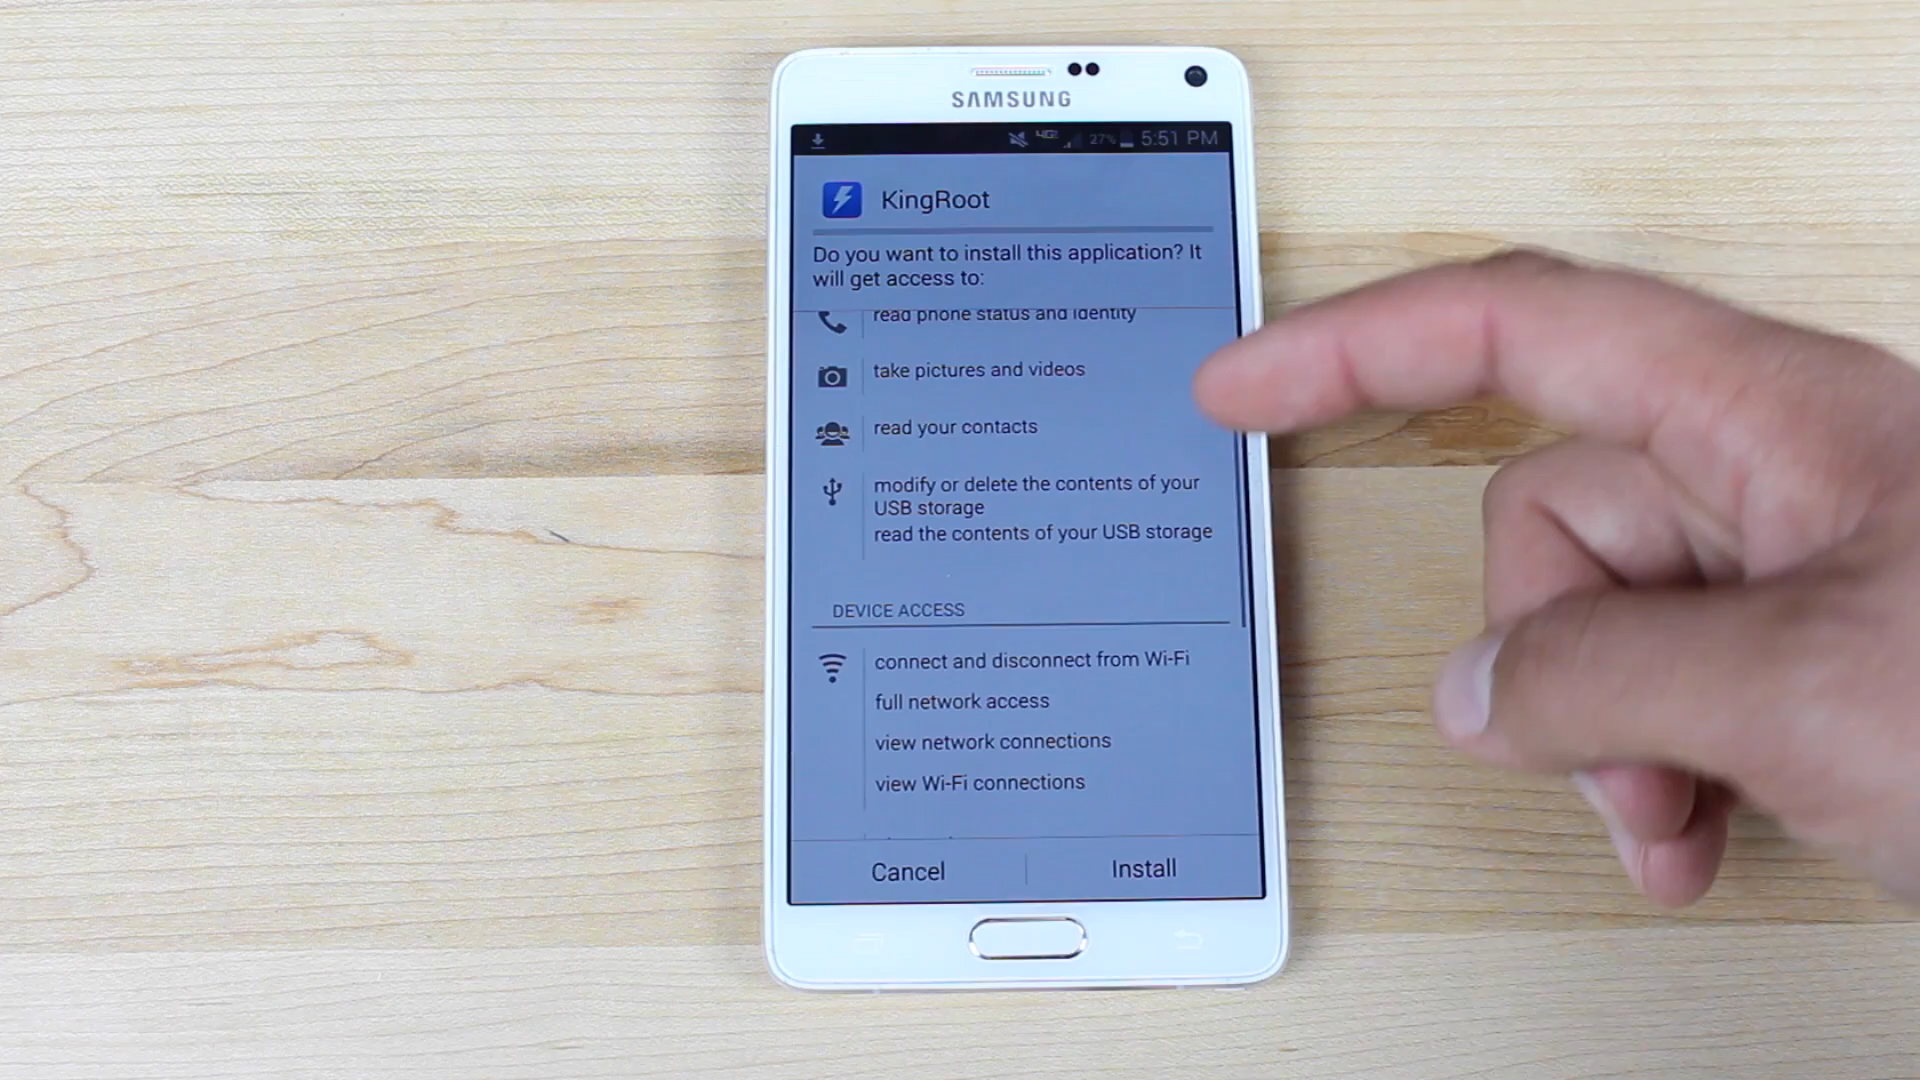 SAMSUNG
4G 27% 5:51 PM
KingRoot
Do you want to install this application? It
will get access to:
read phone status and identity
take pictures and videos
read your contacts
modify or delete the contents of your
USB storage
read the contents of your USB storage
DEVICE ACCESS
connect and disconnect from Wi-Fi
full network access
view network connections
view Wi-Fi connections
Cancel Install